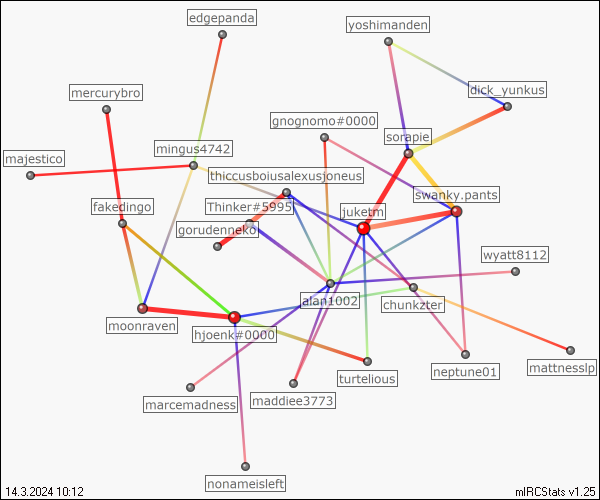 edgepanda
yoshimanden
dick_yunkus
mercurybro
gnognomo#0000
sorapie
mingus4742
majestico
thiccusboiusalexusjoneus
swanky.pants
fakedingo
Thinker#5995
juketm
gorudenneko
wyatt8112
alan1002
chunkzter
moonraven
hjoenk#0000
mattnesslp
neptune01
turtelious
maddiee3773
marcemadness
nonameisleft
14.3.2024 10:12
mIRCStats v1.25